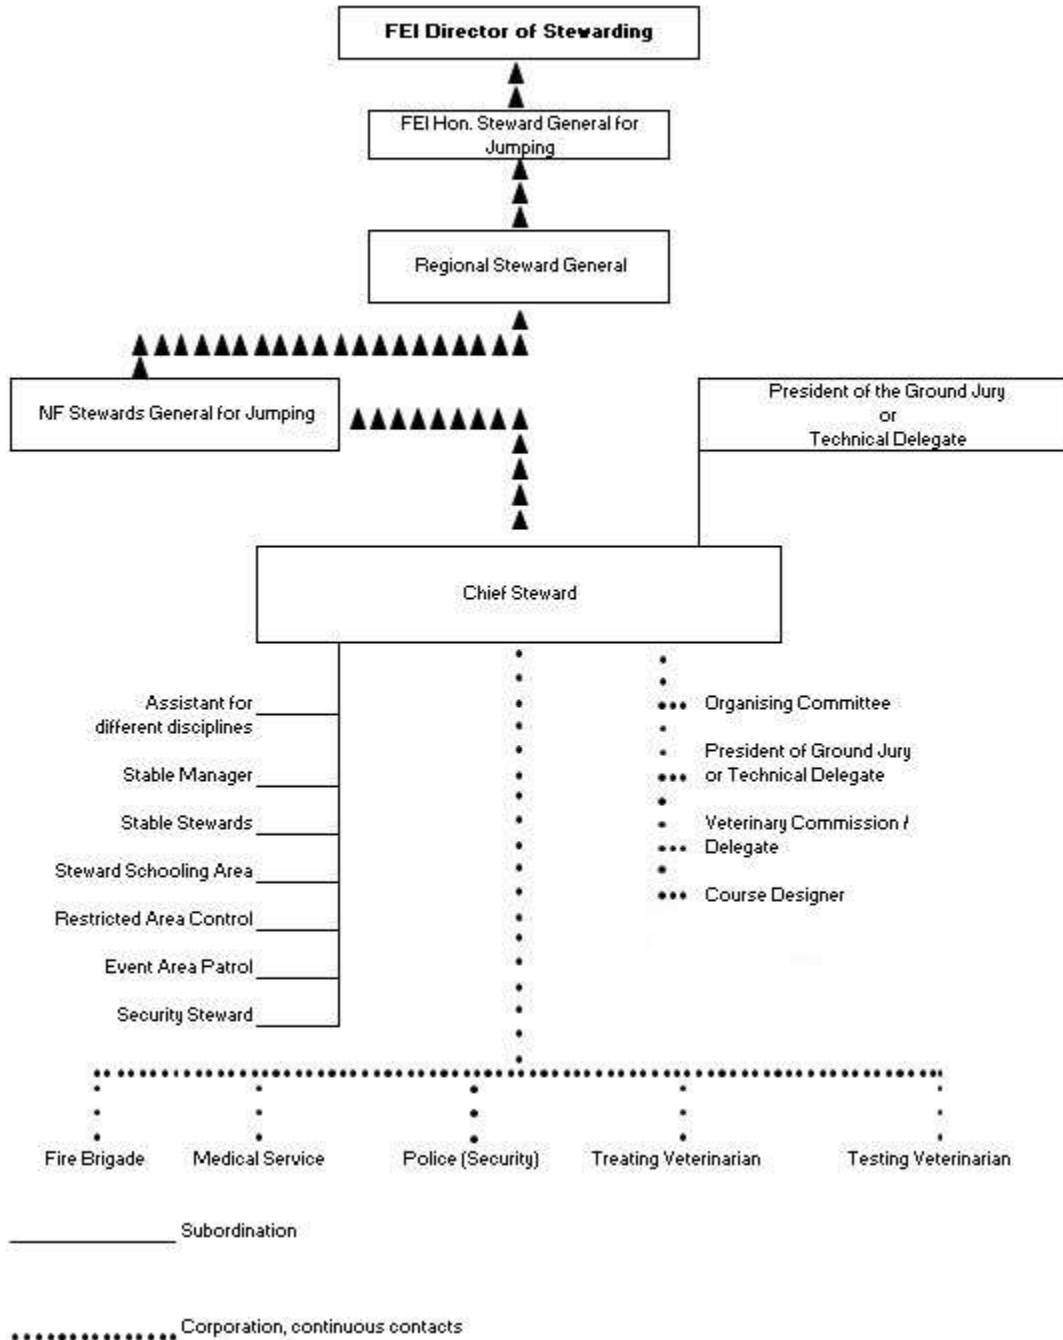 FEI Director of Stewarding
FEI Hon. Steward General for
Jumping
Regional Steward General
NF Stewards General for Jumping
President of the Ground Jury
or
Technical Delegate
Chief Steward
Assistant for
different disciplines
Stable Manager
Stable Stewards
Steward Schooling Area
Restricted Area Control
Event Area Patrol
Security Steward
Organising Committee
President of Ground Jury
or Technical Delegate
Veterinary Commission /
Delegate
Course Designer
Fire Brigade
Medical Service
Police (Security)
Treating Veterinarian
Testing Veterinarian
Subordination
Corporation, continuous contacts